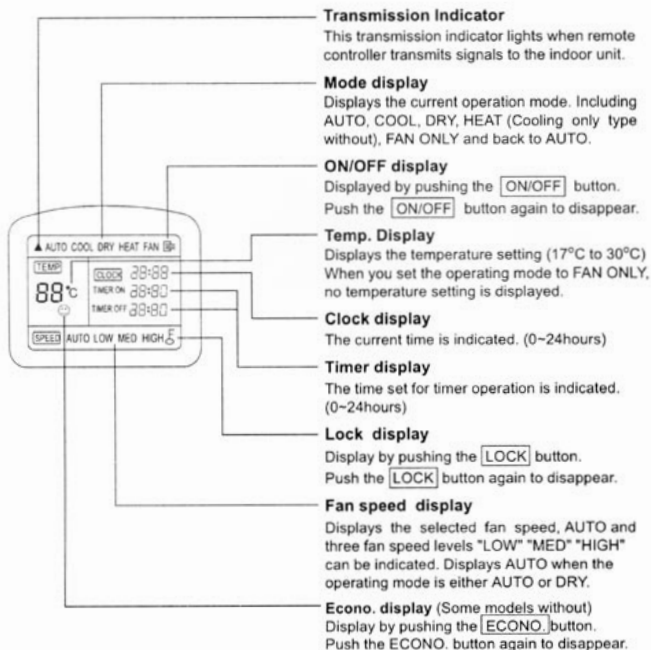 Transmission Indicator
This transmission indicator lights when remote
controller transmits signals to the indoor unit.
Mode display
Displays the current operation mode. Including
AUTO, COOL, DRY, HEAT (Cooling only type
without), FAN ONLY and back to AUTO.
ON/OFF display
Displayed by pushing the ON/OFF button.
Push the ON/OFF button again to disappear.
Temp. Display
Displays the temperature setting (17°C to 30°C)
When you set the operating mode to FAN ONLY,
no temperature setting is displayed.
Clock display
The current time is indicated. (0~24hours)
Timer display
The time set for timer operation is indicated.
(0~24hours)
Lock display
Display by pushing the LOCK button.
Push the LOCK button again to disappear.
Fan speed display
Displays the selected fan speed, AUTO and
three fan speed levels "LOW" "MED" "HIGH"
can be indicated. Displays AUTO when the
operating mode is either AUTO or DRY.
Econo. display (Some models without)
Display by pushing the ECONO. button.
Push the ECONO. button again to disappear.
AUTO COOL DRY HEAT FAN
TEMP
88°C
CLOCK 88:88
TIMER ON 88:80
TIMER OFF 88:80
SPEED AUTO LOW MED HIGH